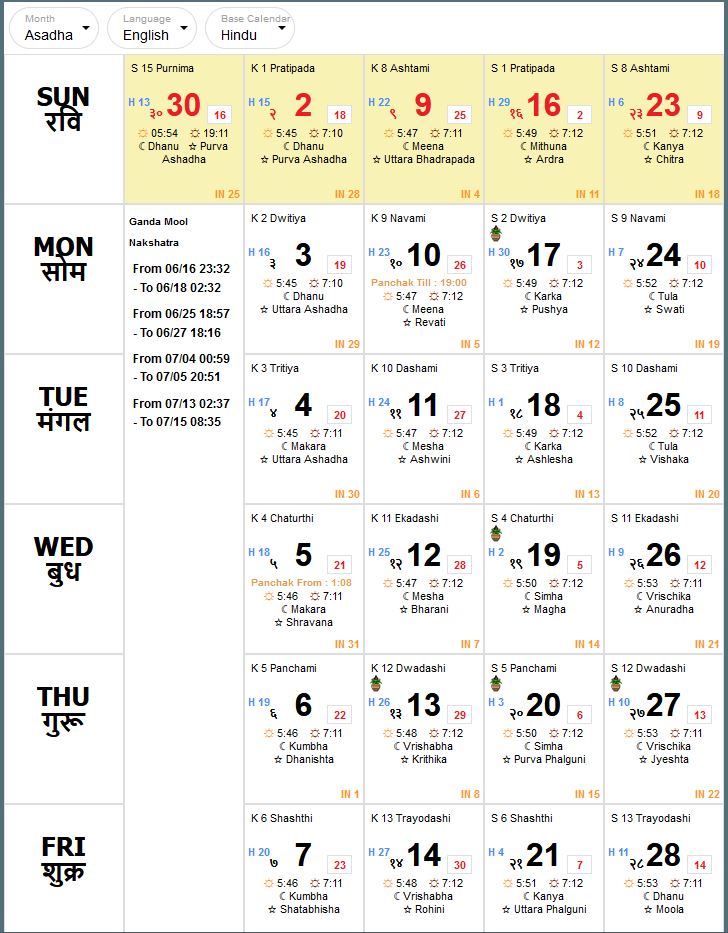 Month
Asadha
Language
English
Base Calendar
Hindu
SUN
रवि
S 15 Purnima
H 13 ३० 30 16
05:54 19:11
Dhanu ☆ Purva
Ashadha
IN 25
K 1 Pratipada
H 15 २ 2 18
5:45 7:10
Dhanu
☆ Purva Ashadha
IN 28
K 8 Ashtami
H 22 ९ 9 25
5:47 7:11
Meena
☆ Uttara Bhadrapada
IN 4
S 1 Pratipada
H 29 १६ 16 2
5:49 7:12
Mithuna
☆ Ardra
IN 11
S 8 Ashtami
H 6 २३ 23 9
5:51 7:12
Kanya
☆ Chitra
IN 18
MON
सोम
Ganda Mool
Nakshatra
From 06/16 23:32
- To 06/18 02:32
From 06/25 18:57
- To 06/27 18:16
From 07/04 00:59
- To 07/05 20:51
From 07/13 02:37
- To 07/15 08:35
K 2 Dwitiya
H 16 ३ 3 19
5:45 7:10
Dhanu
☆ Uttara Ashadha
IN 29
K 9 Navami
H 23 १० 10 26
Panchak Till : 19:00
5:47 7:12
Meena
☆ Revati
IN 5
S 2 Dwitiya
H 30 १७ 17 3
5:49 7:12
Karka
☆ Pushya
IN 12
S 9 Navami
H 7 २४ 24 10
5:52 7:12
Tula
☆ Swati
IN 19
TUE
मंगल
K 3 Tritiya
H 17 ४ 4 20
5:45 7:11
Makara
☆ Uttara Ashadha
IN 30
K 10 Dashami
H 24 ११ 11 27
5:47 7:12
Mesha
☆ Ashwini
IN 6
S 3 Tritiya
H 1 १८ 18 4
5:49 7:12
Karka
☆ Ashlesha
IN 13
S 10 Dashami
H 8 २५ 25 11
5:52 7:12
Tula
☆ Vishaka
IN 20
WED
बुध
K 4 Chaturthi
H 18 ५ 5 21
Panchak From : 1:08
5:46 7:11
Makara
☆ Shravana
IN 31
K 11 Ekadashi
H 25 १२ 12 28
5:47 7:12
Mesha
☆ Bharani
IN 7
S 4 Chaturthi
H 2 १९ 19 5
5:50 7:12
Simha
☆ Magha
IN 14
S 11 Ekadashi
H 9 २६ 26 12
5:53 7:11
Vrischika
☆ Anuradha
IN 21
THU
गुरू
K 5 Panchami
H 19 ६ 6 22
5:46 7:11
Kumbha
☆ Dhanishta
IN 1
K 12 Dwadashi
H 26 १३ 13 29
5:48 7:12
Vrishabha
☆ Krithika
IN 8
S 5 Panchami
H 3 २० 20 6
5:50 7:12
Simha
☆ Purva Phalguni
IN 15
S 12 Dwadashi
H 10 २७ 27 13
5:53 7:11
Vrischika
☆ Jyeshta
IN 22
FRI
शुक्र
K 6 Shashthi
H 20 ७ 7 23
5:46 7:11
Kumbha
☆ Shatabhisha
K 13 Trayodashi
H 27 १४ 14 30
5:48 7:12
Vrishabha
☆ Rohini
S 6 Shashthi
H 4 २१ 21 7
5:51 7:12
Kanya
☆ Uttara Phalguni
S 13 Trayodashi
H 11 २८ 28 14
5:53 7:11
Dhanu
☆ Moola